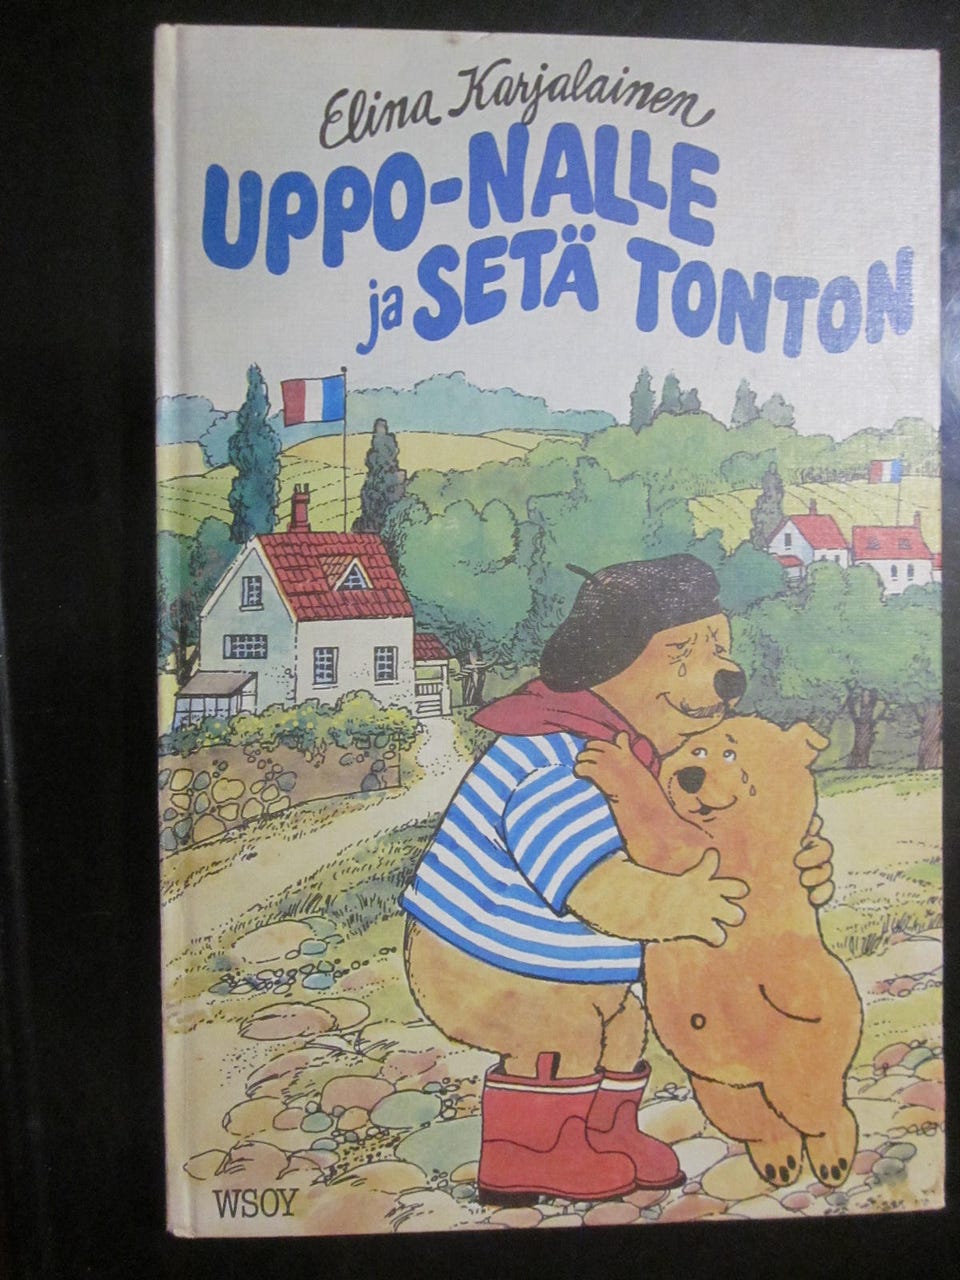 Elina Karjalainen
UPPO-NALLE
ja SETÄ TONTON
WSOY